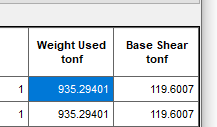 Weight Used Base Shear
tonf tonf
1 935.29401 119.6007
1 935.29401 119.6007